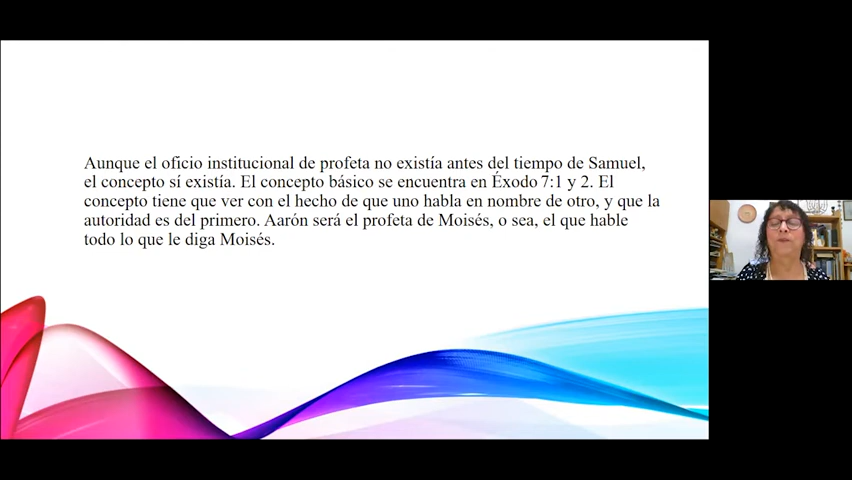 Aunque el oficio institucional de profeta no existía antes del tiempo de Samuel,
el concepto sí existía. El concepto básico se encuentra en Éxodo 7:1 y 2. El
concepto tiene que ver con el hecho de que uno habla en nombre de otro, y que la
autoridad es del primero. Aarón será el profeta de Moisés, o sea, el que hable
todo lo que le diga Moisés.